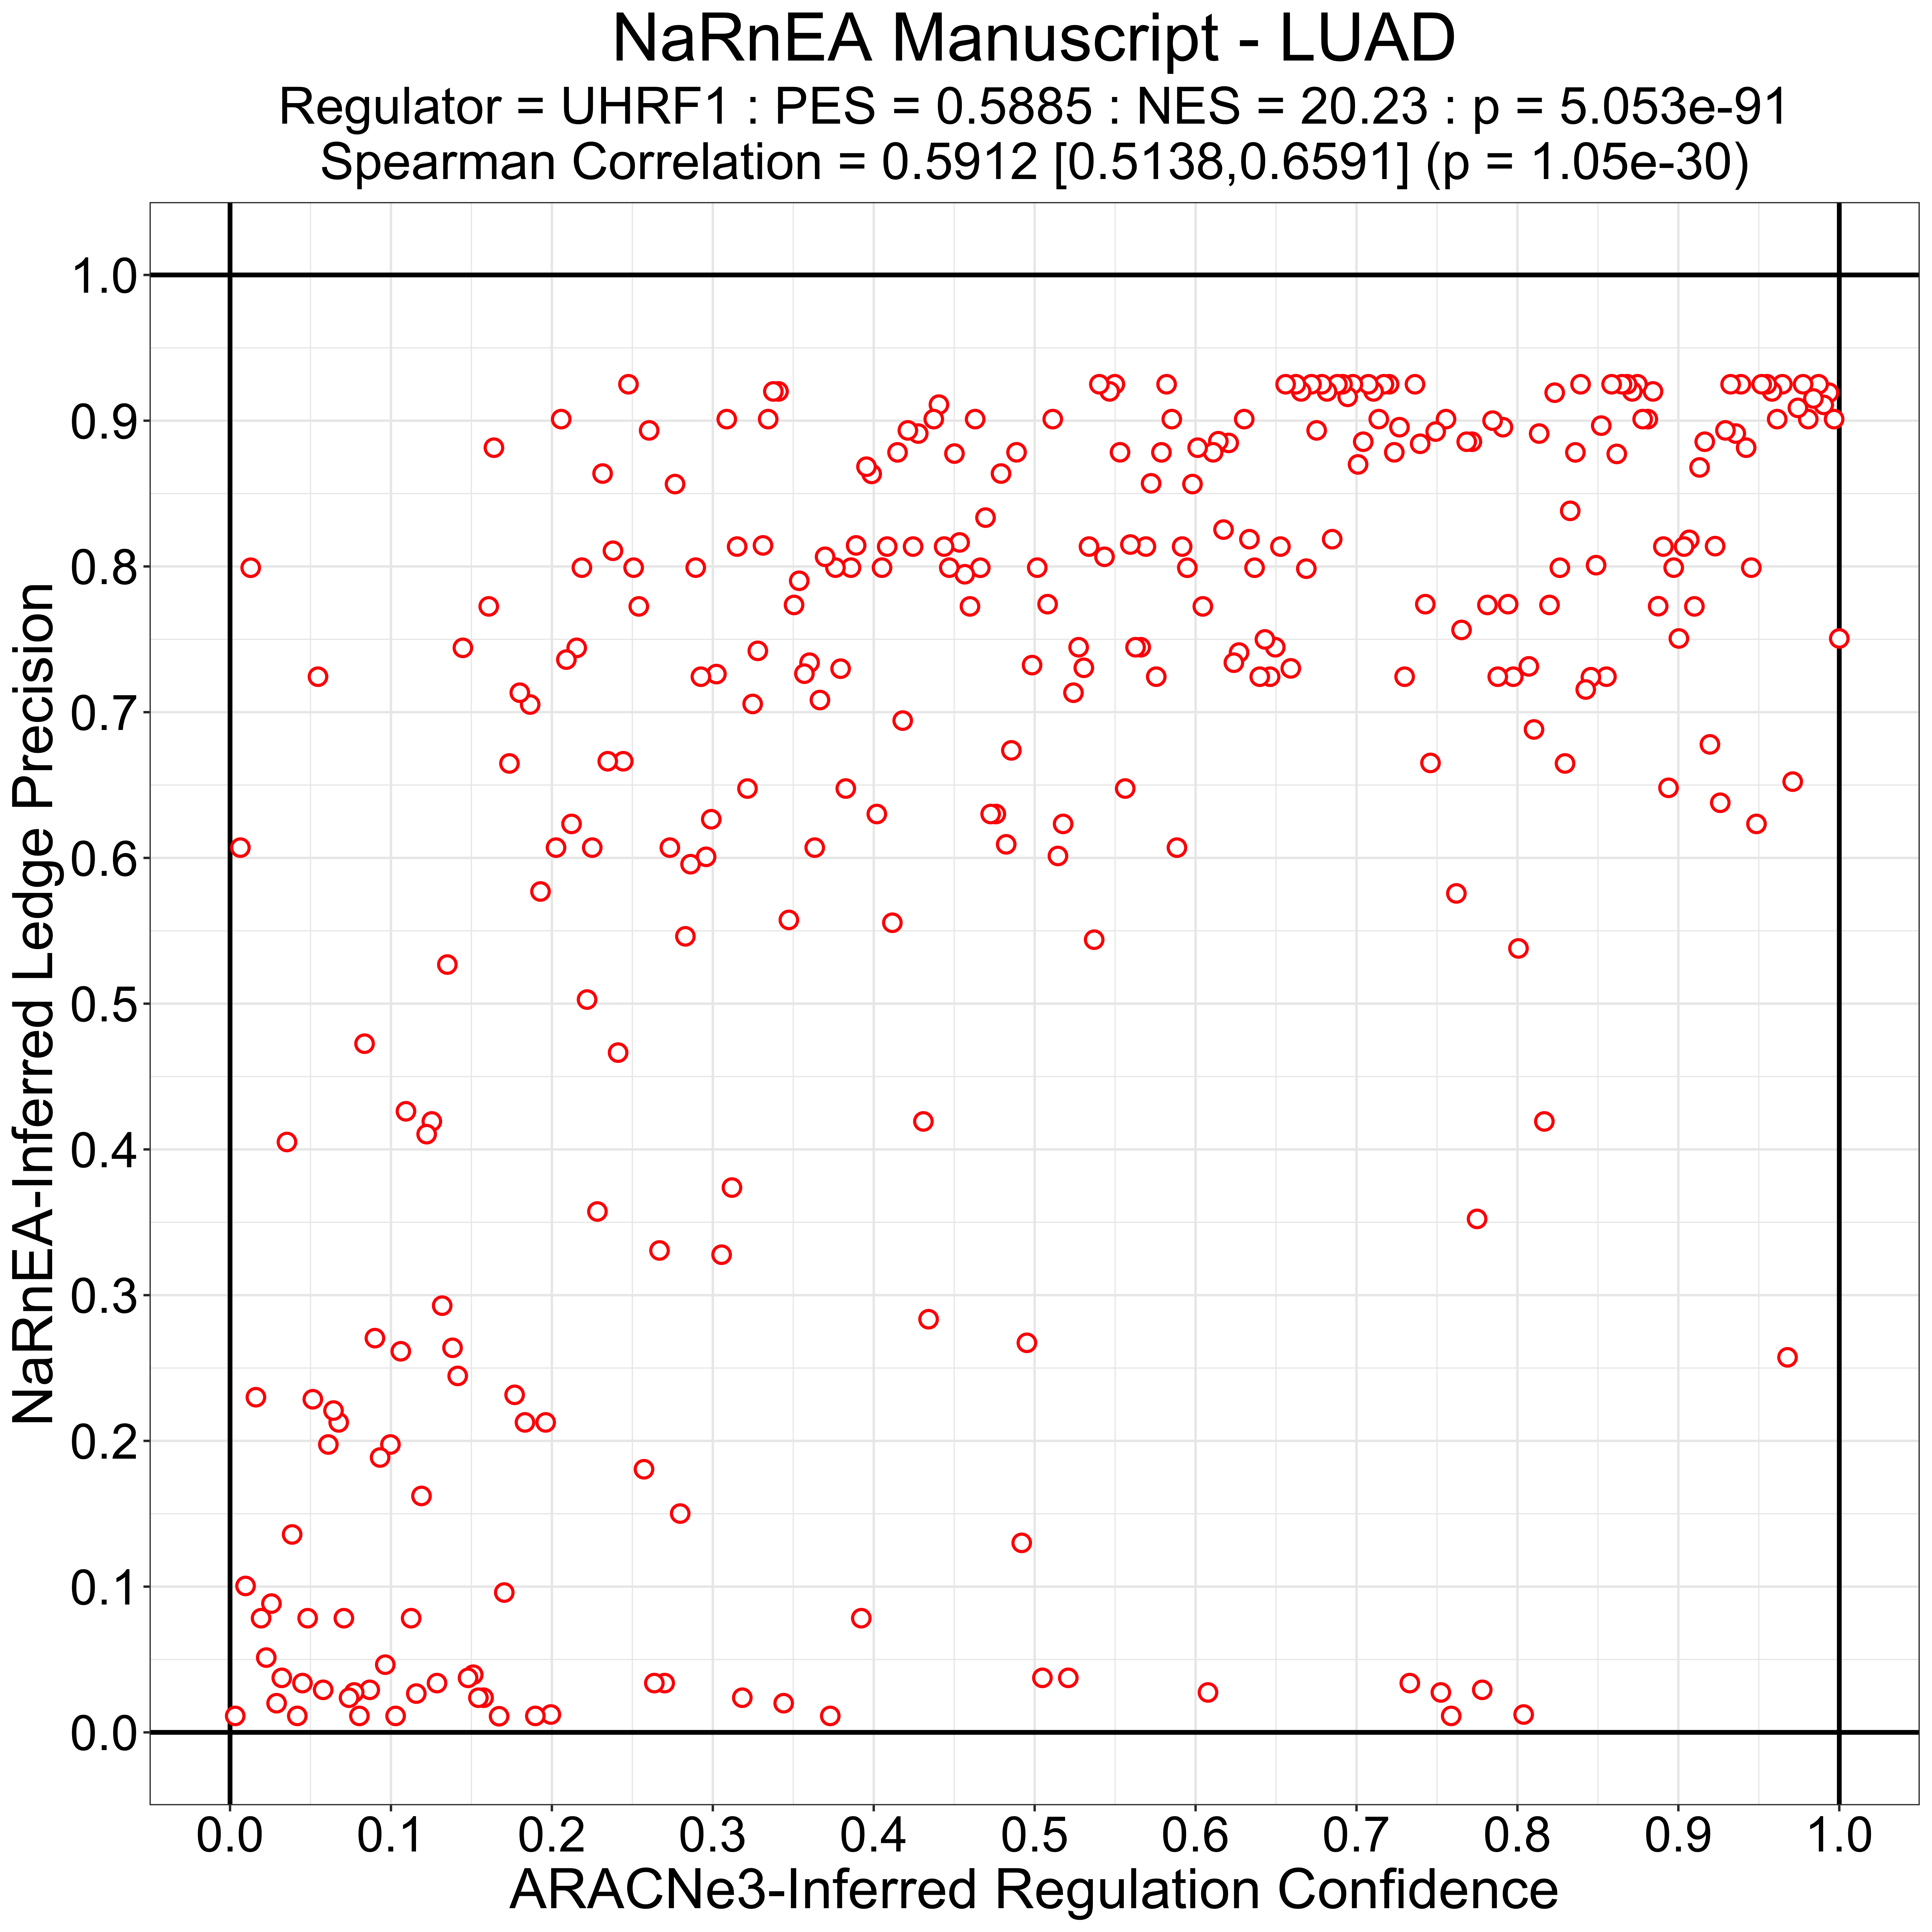 NaRnEA Manuscript - LUAD
Regulator = UHRF1 : PES = 0.5885 : NES = 20.23 : p = 5.053e-91
Spearman Correlation = 0.5912 [0.5138,0.6591] (p = 1.05e-30)
NaRnEA-Inferred Ledge Precision
1.0
0.9
0.8
0.7
0.6
0.5
0.4
0.3
0.2
0.1
0.0
0.0 0.1 0.2 0.3 0.4 0.5 0.6 0.7 0.8 0.9 1.0
ARACNe3-Inferred Regulation Confidence